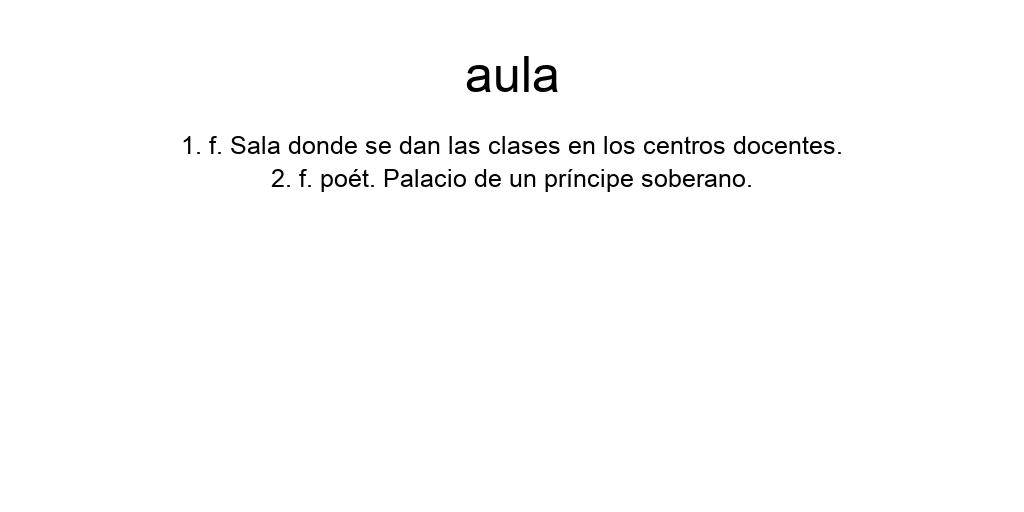 aula
1. f. Sala donde se dan las clases en los centros docentes.
2. f. poét. Palacio de un príncipe soberano.